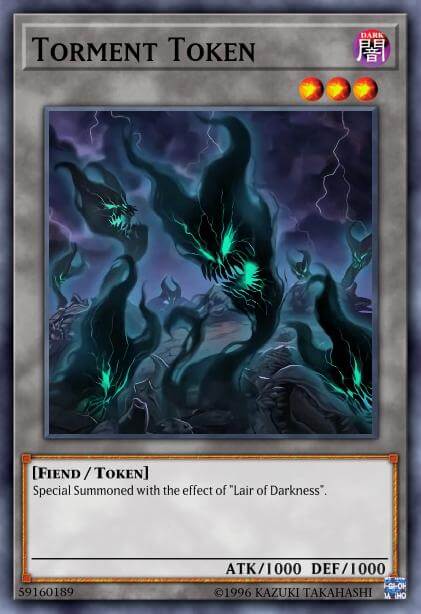 Torment Token
DARK
闇
[Fiend / Token]
Special Summoned with the effect of "Lair of Darkness".
ATK/1000 DEF/1000
59160189
©1996 KAZUKI TAKAHASHI